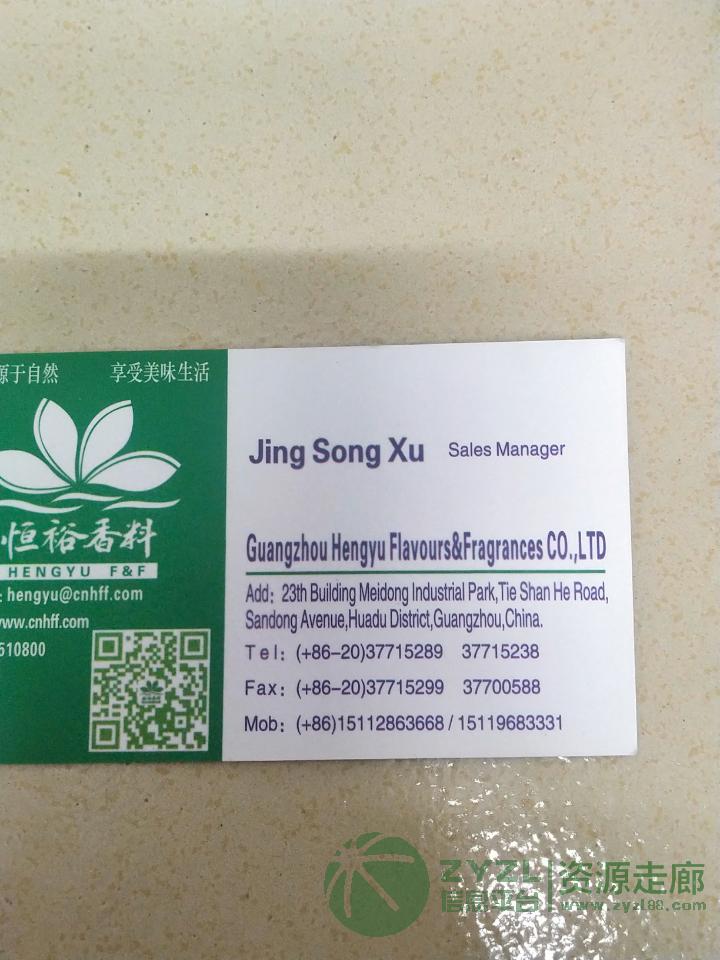 源于自然 享受美味生活
恒裕香料
HENGYU F&F
: hengyu@cnhff.com
www.cnhff.com
510800
Jing Song Xu Sales Manager
Guangzhou Hengyu Flavours&Fragrances CO.,LTD
Add: 23th Building Meidong Industrial Park,Tie Shan He Road,
Sandong Avenue,Huadu District,Guangzhou,China.
Tel: (+86-20)37715289 37715238
Fax: (+86-20)37715299 37700588
Mob: (+86)15112863668 / 15119683331
ZYZL 资源走廊
信息平台 www.zyzl88.com